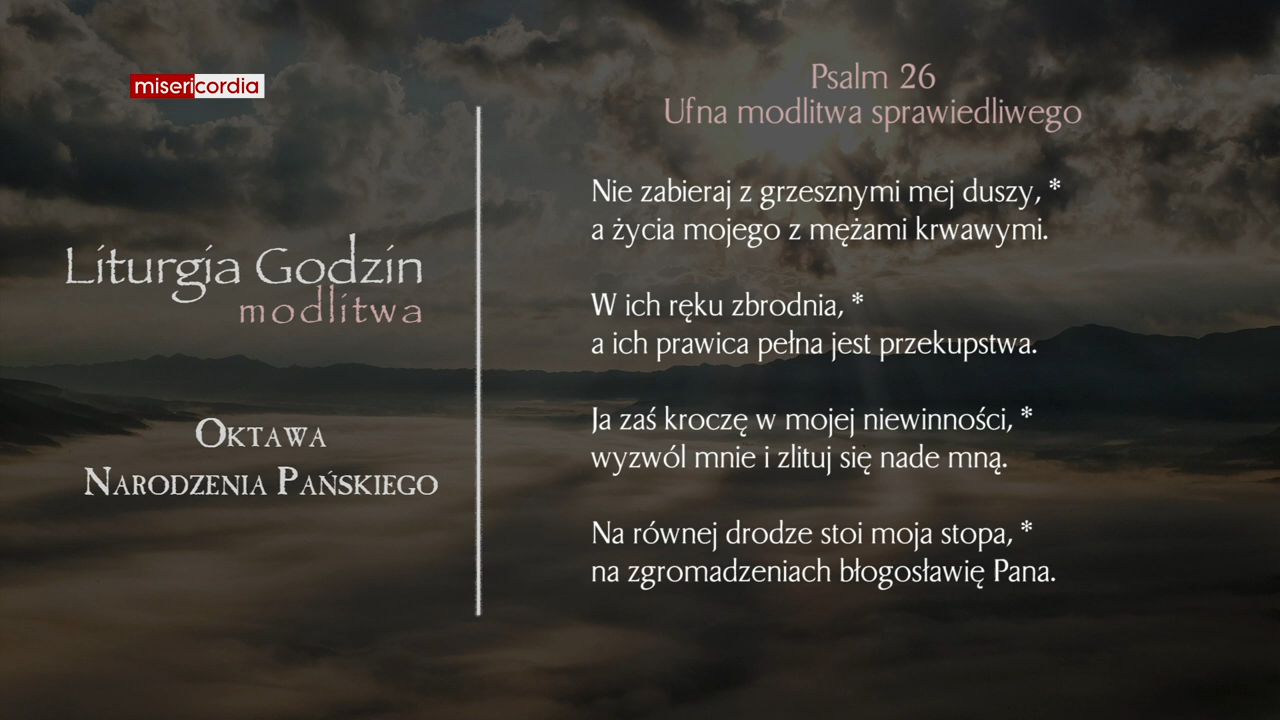 misericordia
Liturgia Godzin
modlitwa
Oktawa
Narodzenia Pańskiego
Psalm 26
Ufna modlitwa sprawiedliwego
Nie zabieraj z grzesznymi mej duszy, *
a życia mojego z mężami krwawymi.
W ich ręku zbrodnia, *
a ich prawica pełna jest przekupstwa.
Ja zaś kroczę w mojej niewinności, *
wyzwól mnie i zlituj się nade mną.
Na równej drodze stoi moja stopa, *
na zgromadzeniach błogosławię Pana.